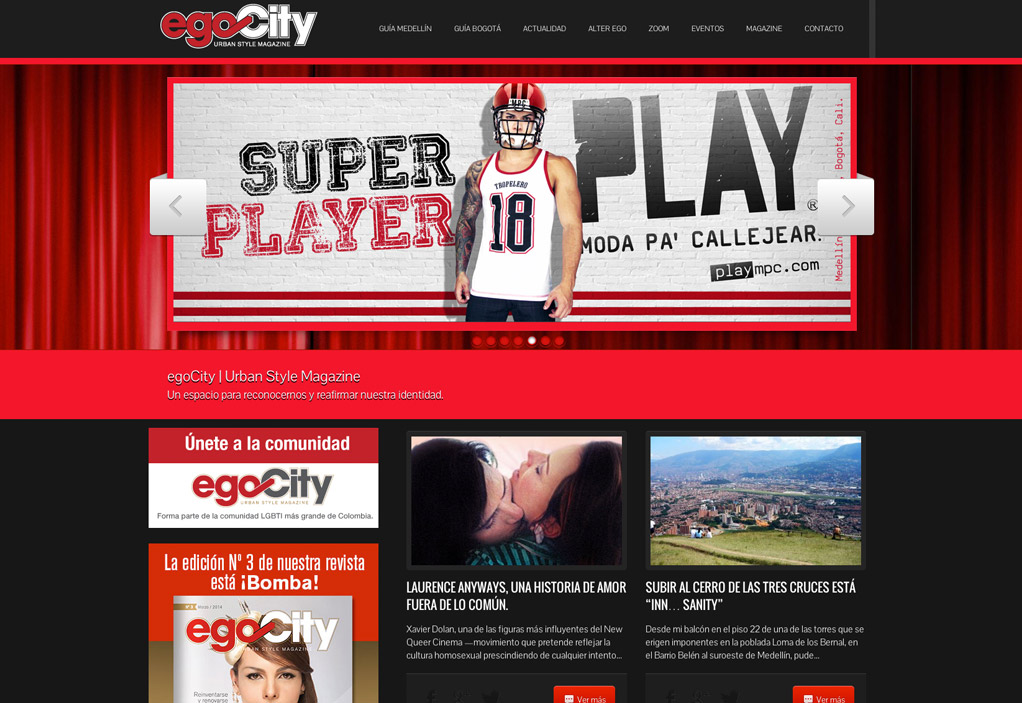 egoCity
URBAN STYLE MAGAZINE
GUÍA MEDELLÍN GUÍA BOGOTÁ ACTUALIDAD ALTER EGO ZOOM EVENTOS MAGAZINE CONTACTO
SUPER
PLAYER
MPC
TROPELERO
18
PLAY
®
MODA PA' CALLEJEAR.
plaympc.com
Bogotá, Cali.
egoCity | Urban Style Magazine
Un espacio para reconocernos y reafirmar nuestra identidad.
Únete a la comunidad
egoCity
URBAN STYLE MAGAZINE
Forma parte de la comunidad LGBTI más grande de Colombia.
La edición Nº 3 de nuestra revista
está ¡Bomba!
egoCity
Reinventarse
y renovarse
LAURENCE ANYWAYS, UNA HISTORIA DE AMOR
FUERA DE LO COMÚN.
Xavier Dolan, una de las figuras más influyentes del New
Queer Cinema —movimiento que pretende reflejar la
cultura homosexual prescindiendo de cualquier intento...
Ver más
SUBIR AL CERRO DE LAS TRES CRUCES ESTÁ
“INN… SANITY”
Desde mi balcón en el piso 22 de una de las torres que se
erigen imponentes en la poblada Loma de los Bernal, en
el Barrio Belén al suroeste de Medellín, pude...
Ver más